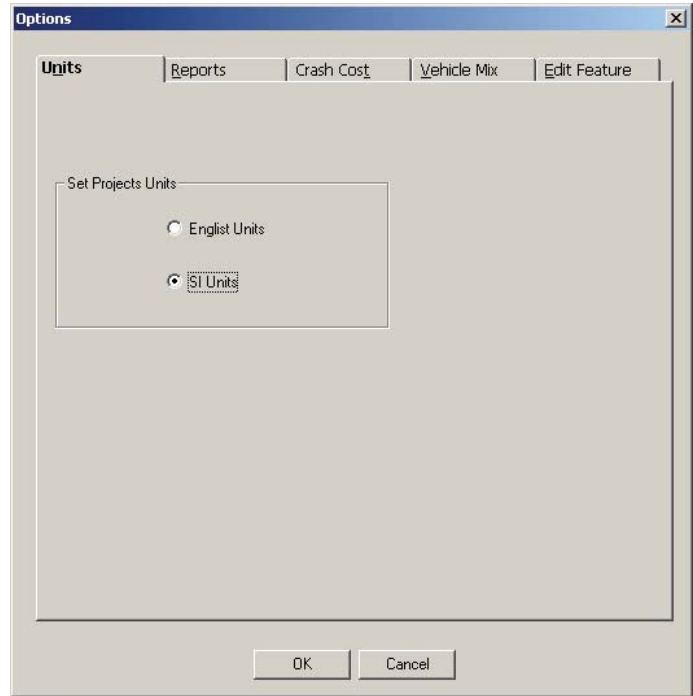 Options
Units Reports Crash Cost Vehicle Mix Edit Feature
Set Projects Units
Englist Units
SI Units
OK Cancel